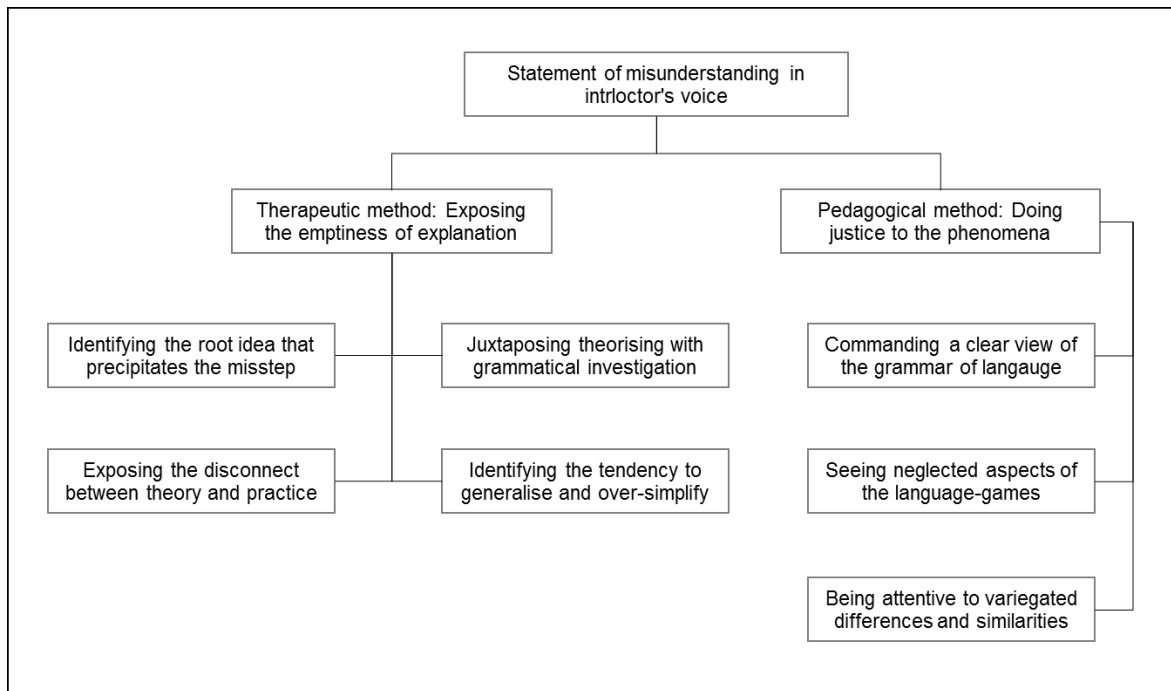 Statement of misunderstanding in
intrloctor's voice
Therapeutic method: Exposing
the emptiness of explanation
Pedagogical method: Doing
justice to the phenomena
Identifying the root idea that
precipitates the misstep
Juxtaposing theorising with
grammatical investigation
Commanding a clear view of
the grammar of langauge
Exposing the disconnect
between theory and practice
Identifying the tendency to
generalise and over-simplify
Seeing neglected aspects of
the language-games
Being attentive to variegated
differences and similarities